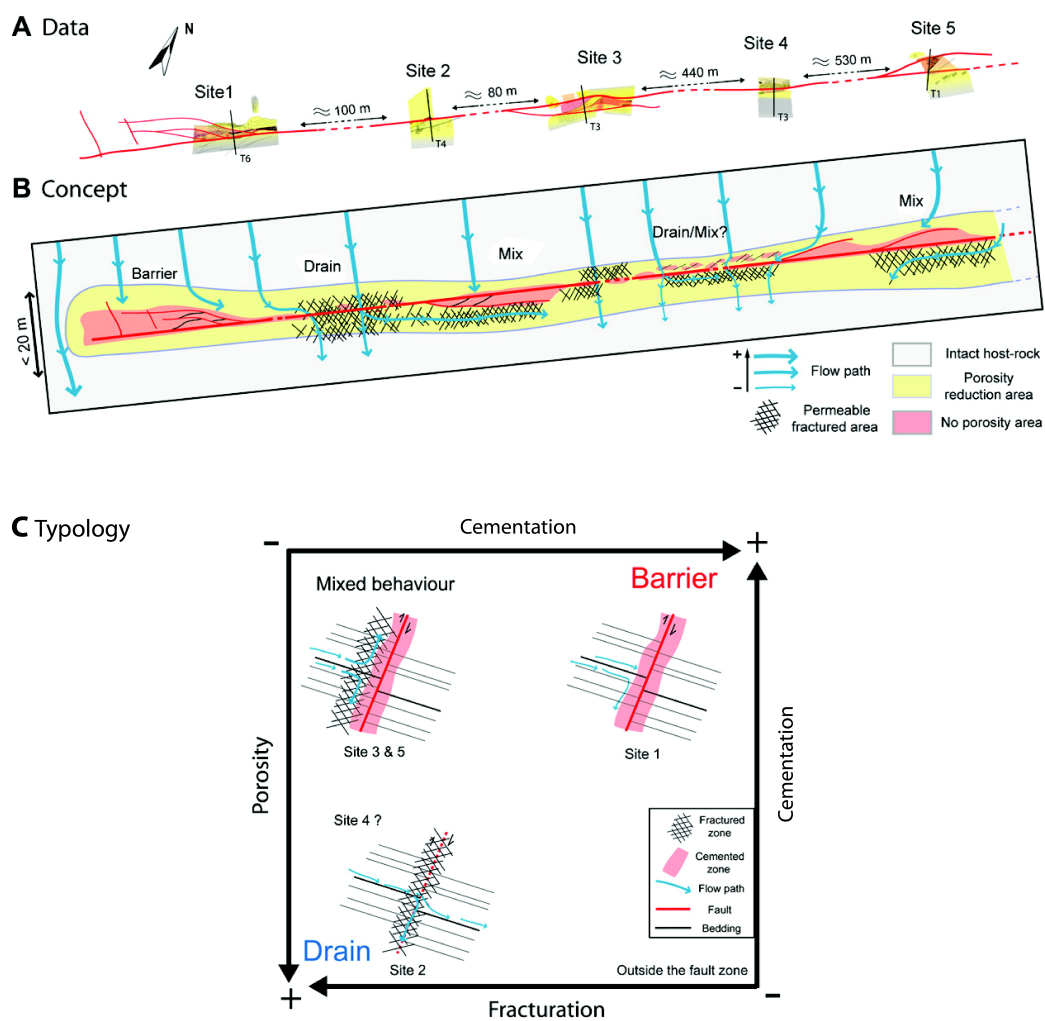 A Data
N
Site1
Site 2
Site 3
Site 4
Site 5
≈ 100 m
≈ 80 m
≈ 440 m
≈ 530 m
T6
T4
T3
T3
T1
B Concept
Barrier
Drain
Mix
Drain/Mix?
Mix
< 20 m
+
−
Flow path
Permeable
fractured area
Intact host-rock
Porosity
reduction area
No porosity area
C Typology
Cementation
−
+
Mixed behaviour
Barrier
Site 3 & 5
Site 1
Porosity
Cementation
Site 4 ?
Drain
Site 2
Fractured
zone
Cemented
zone
Flow path
Fault
Bedding
Outside the fault zone
+
−
Fracturation